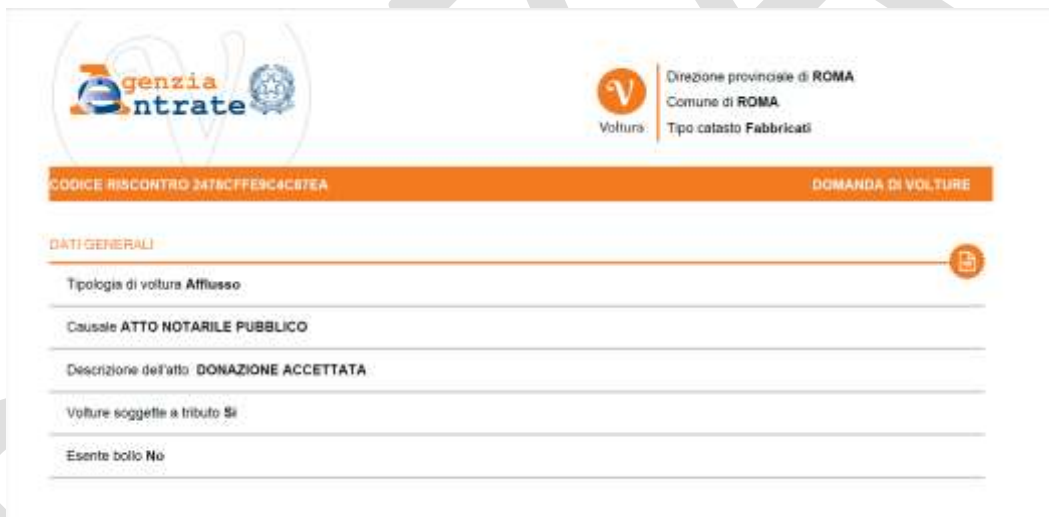 Agenzia
Entrate
V
Voltura
Direzione provinciale di ROMA
Comune di ROMA
Tipo catasto Fabbricati
CODICE RISCONTRO 2478CFFE9C4C87EA
DOMANDA DI VOLTURE
DATI GENERALI
Tipologia di voltura Afflusso
Causale ATTO NOTARILE PUBBLICO
Descrizione dell'atto DONAZIONE ACCETTATA
Volture soggette a tributo Si
Esente bollo No